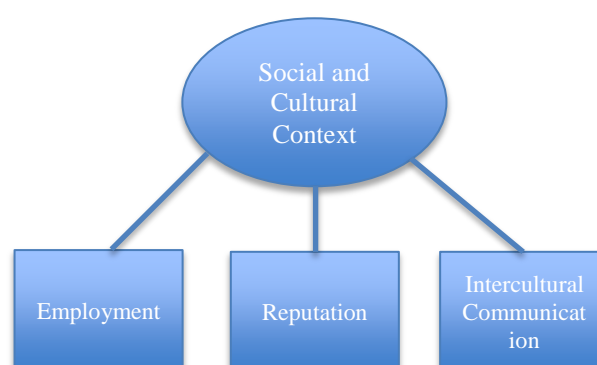 Social and
Cultural
Context
Employment
Reputation
Intercultural
Communicat
ion